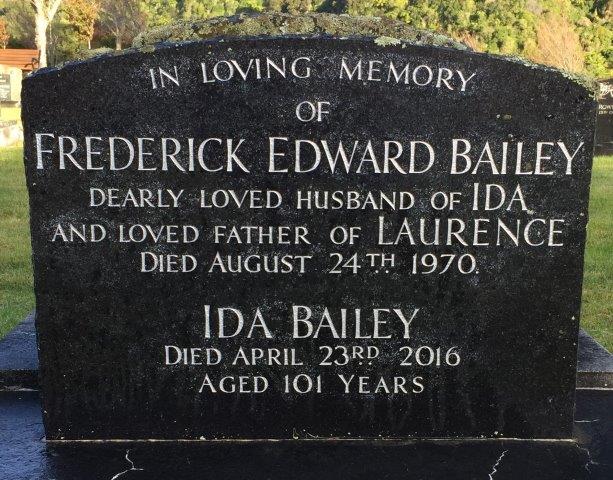 IN LOVING MEMORY
OF
FREDERICK EDWARD BAILEY
DEARLY LOVED HUSBAND OF IDA
AND LOVED FATHER OF LAURENCE
DIED AUGUST 24TH. 1970.
IDA BAILEY
DIED APRIL 23RD. 2016
AGED 101 YEARS